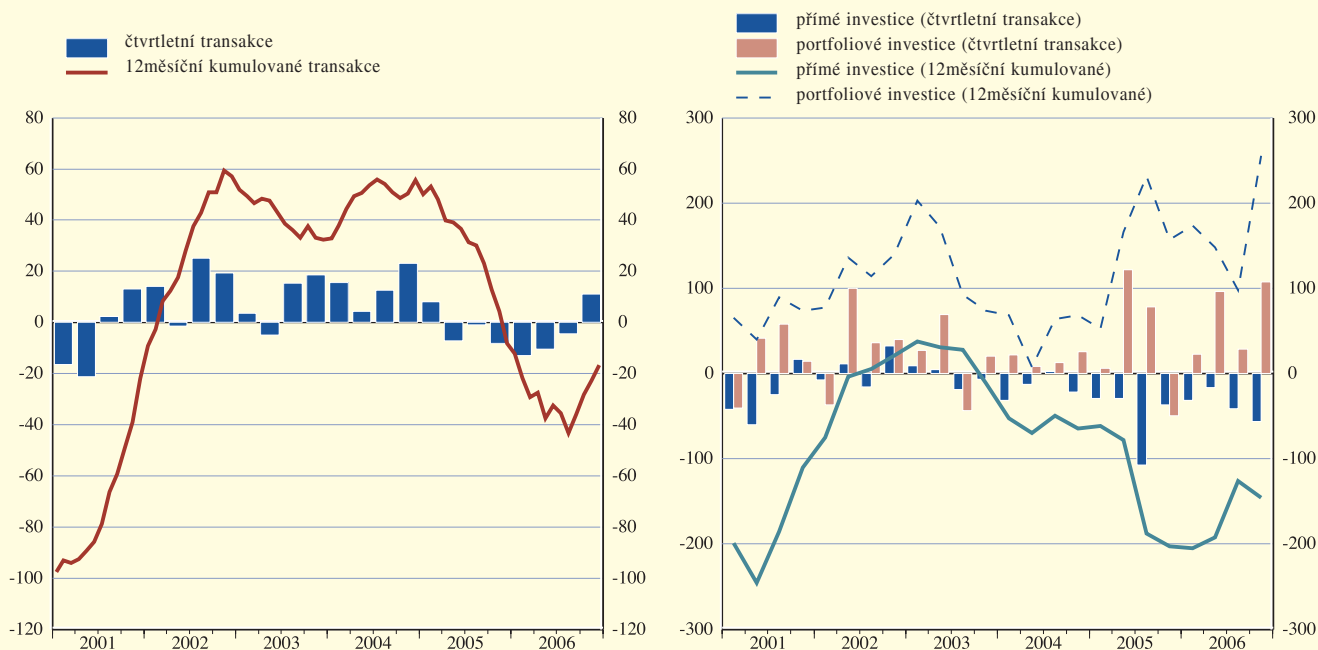 čtvrtletní transakce
12měsíční kumulované transakce
přímé investice (čtvrtletní transakce)
portfoliové investice (čtvrtletní transakce)
přímé investice (12měsíční kumulované)
portfoliové investice (12měsíční kumulované)
80 80
60 60
40 40
20 20
0 0
-20 -20
-40 -40
-60 -60
-80 -80
-100 -100
-120 -120
2001 2002 2003 2004 2005 2006
300 300
200 200
100 100
0 0
-100 -100
-200 -200
-300 -300
2001 2002 2003 2004 2005 2006